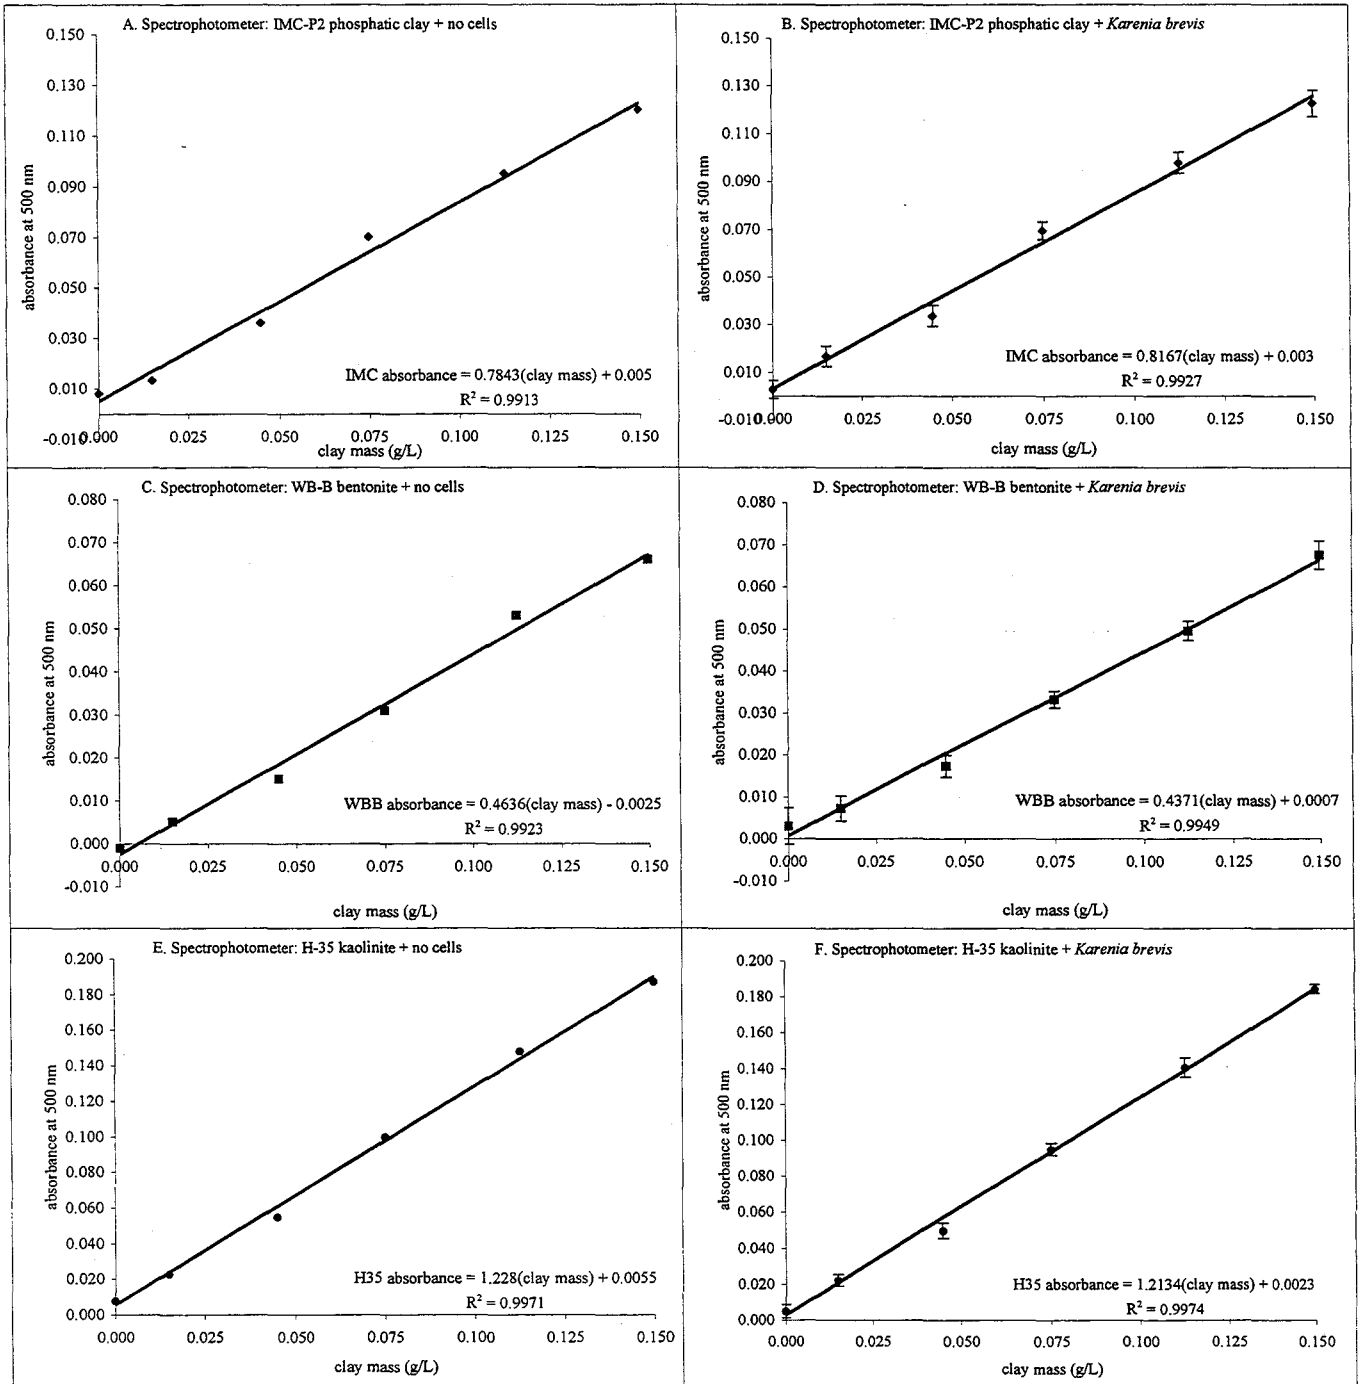 A. Spectrophotometer: IMC-P2 phosphatic clay + no cells
0.150
0.130
0.110
0.090
0.070
0.050
0.030
0.010
-0.010
absorbance at 500 nm
IMC absorbance = 0.7843(clay mass) + 0.005
R² = 0.9913
0.000 0.025 0.050 0.075 0.100 0.125 0.150
clay mass (g/L)
B. Spectrophotometer: IMC-P2 phosphatic clay + Karenia brevis
0.150
0.130
0.110
0.090
0.070
0.050
0.030
0.010
-0.010
absorbance at 500 nm
IMC absorbance = 0.8167(clay mass) + 0.003
R² = 0.9927
0.000 0.025 0.050 0.075 0.100 0.125 0.150
clay mass (g/L)
C. Spectrophotometer: WB-B bentonite + no cells
0.080
0.070
0.060
0.050
0.040
0.030
0.020
0.010
0.000
-0.010
absorbance at 500 nm
WBB absorbance = 0.4636(clay mass) - 0.0025
R² = 0.9923
0.000 0.025 0.050 0.075 0.100 0.125 0.150
clay mass (g/L)
D. Spectrophotometer: WB-B bentonite + Karenia brevis
0.080
0.070
0.060
0.050
0.040
0.030
0.020
0.010
0.000
-0.010
absorbance at 500 nm
WBB absorbance = 0.4371(clay mass) + 0.0007
R² = 0.9949
0.000 0.025 0.050 0.075 0.100 0.125 0.150
clay mass (g/L)
E. Spectrophotometer: H-35 kaolinite + no cells
0.200
0.180
0.160
0.140
0.120
0.100
0.080
0.060
0.040
0.020
0.000
absorbance at 500 nm
H35 absorbance = 1.228(clay mass) + 0.0055
R² = 0.9971
0.000 0.025 0.050 0.075 0.100 0.125 0.150
clay mass (g/L)
F. Spectrophotometer: H-35 kaolinite + Karenia brevis
0.200
0.180
0.160
0.140
0.120
0.100
0.080
0.060
0.040
0.020
0.000
absorbance at 500 nm
H35 absorbance = 1.2134(clay mass) + 0.0023
R² = 0.9974
0.000 0.025 0.050 0.075 0.100 0.125 0.150
clay mass (g/L)